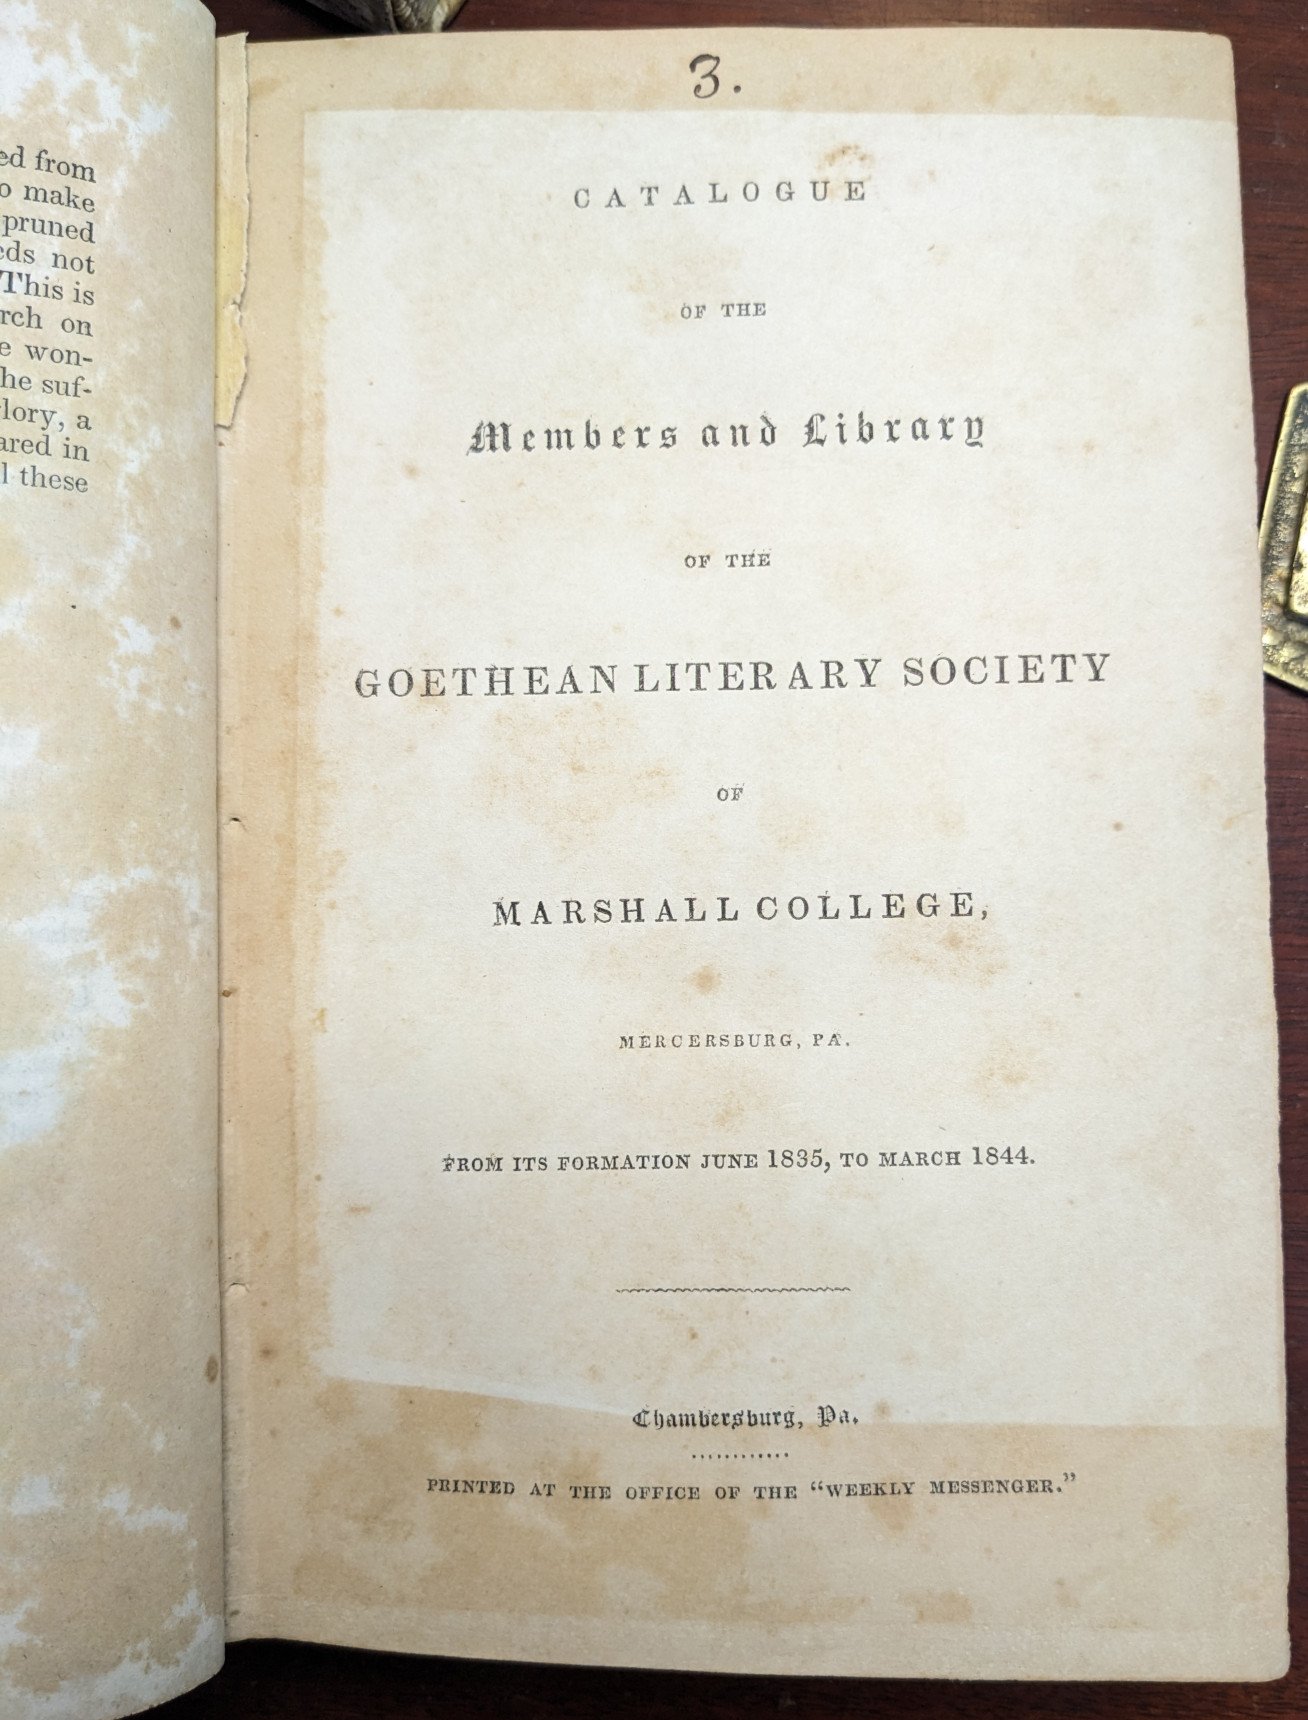 ed from
o make
pruned
eds not
This is
rch on
e won-
he suf-
lory, a
ared in
l these
3.
CATALOGUE
OF THE
Members and Library
OF THE
GOETHEAN LITERARY SOCIETY
OF
MARSHALL COLLEGE,
MERCERSBURG, PA.
FROM ITS FORMATION JUNE 1835, TO MARCH 1844.
Chambersburg, Pa.
............
PRINTED AT THE OFFICE OF THE "WEEKLY MESSENGER."